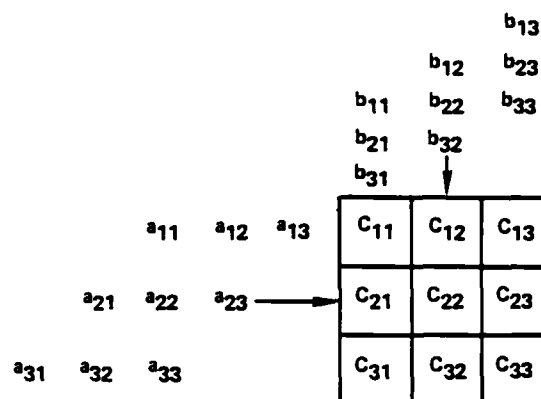 b13
b12 b23
b11 b22 b33
b21 b32
b31
a11 a12 a13 C11 C12 C13
a21 a22 a23 C21 C22 C23
a31 a32 a33 C31 C32 C33